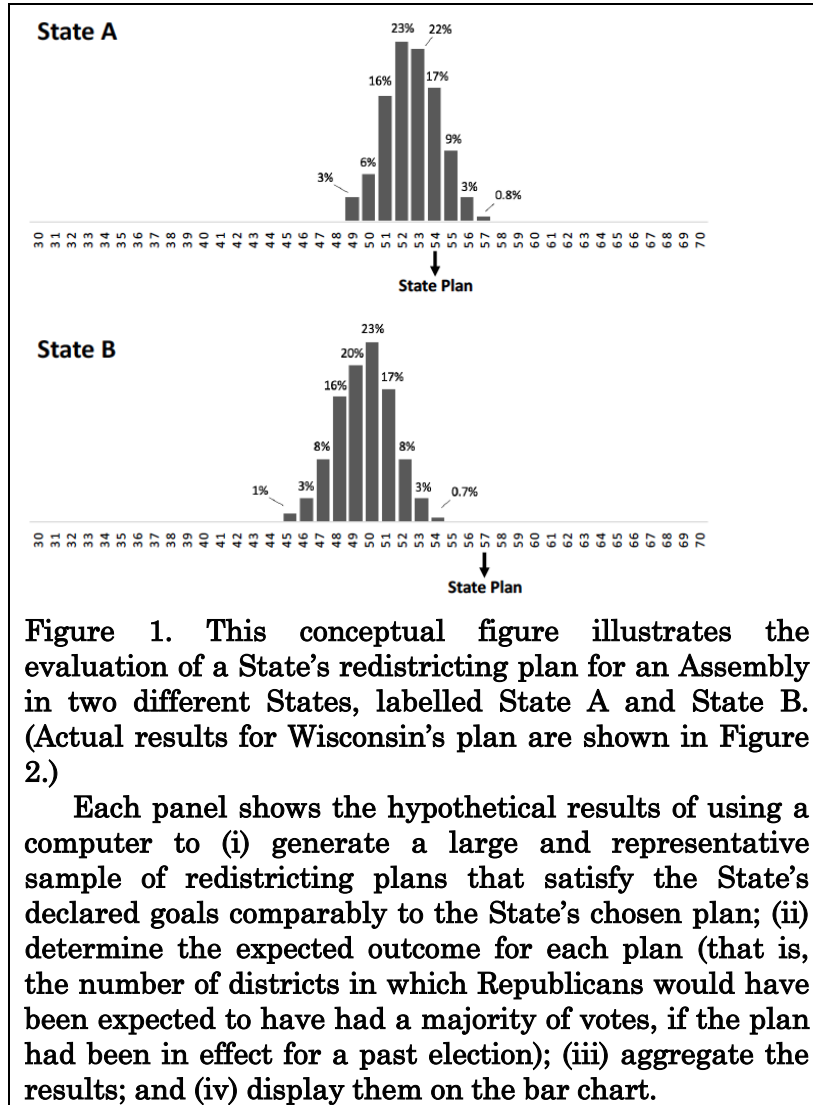 State A
23%
22%
16%
17%
9%
6%
3%
3%
0.8%
30 31 32 33 34 35 36 37 38 39 40 41 42 43 44 45 46 47 48 49 50 51 52 53 54 55 56 57 58 59 60 61 62 63 64 65 66 67 68 69 70
State Plan
State B
23%
20%
17%
16%
8%
8%
1%
3%
3%
0.7%
30 31 32 33 34 35 36 37 38 39 40 41 42 43 44 45 46 47 48 49 50 51 52 53 54 55 56 57 58 59 60 61 62 63 64 65 66 67 68 69 70
State Plan
Figure 1. This conceptual figure illustrates the
evaluation of a State's redistricting plan for an Assembly
in two different States, labelled State A and State B.
(Actual results for Wisconsin's plan are shown in Figure
2.)
Each panel shows the hypothetical results of using a
computer to (i) generate a large and representative
sample of redistricting plans that satisfy the State's
declared goals comparably to the State's chosen plan; (ii)
determine the expected outcome for each plan (that is,
the number of districts in which Republicans would have
been expected to have had a majority of votes, if the plan
had been in effect for a past election); (iii) aggregate the
results; and (iv) display them on the bar chart.